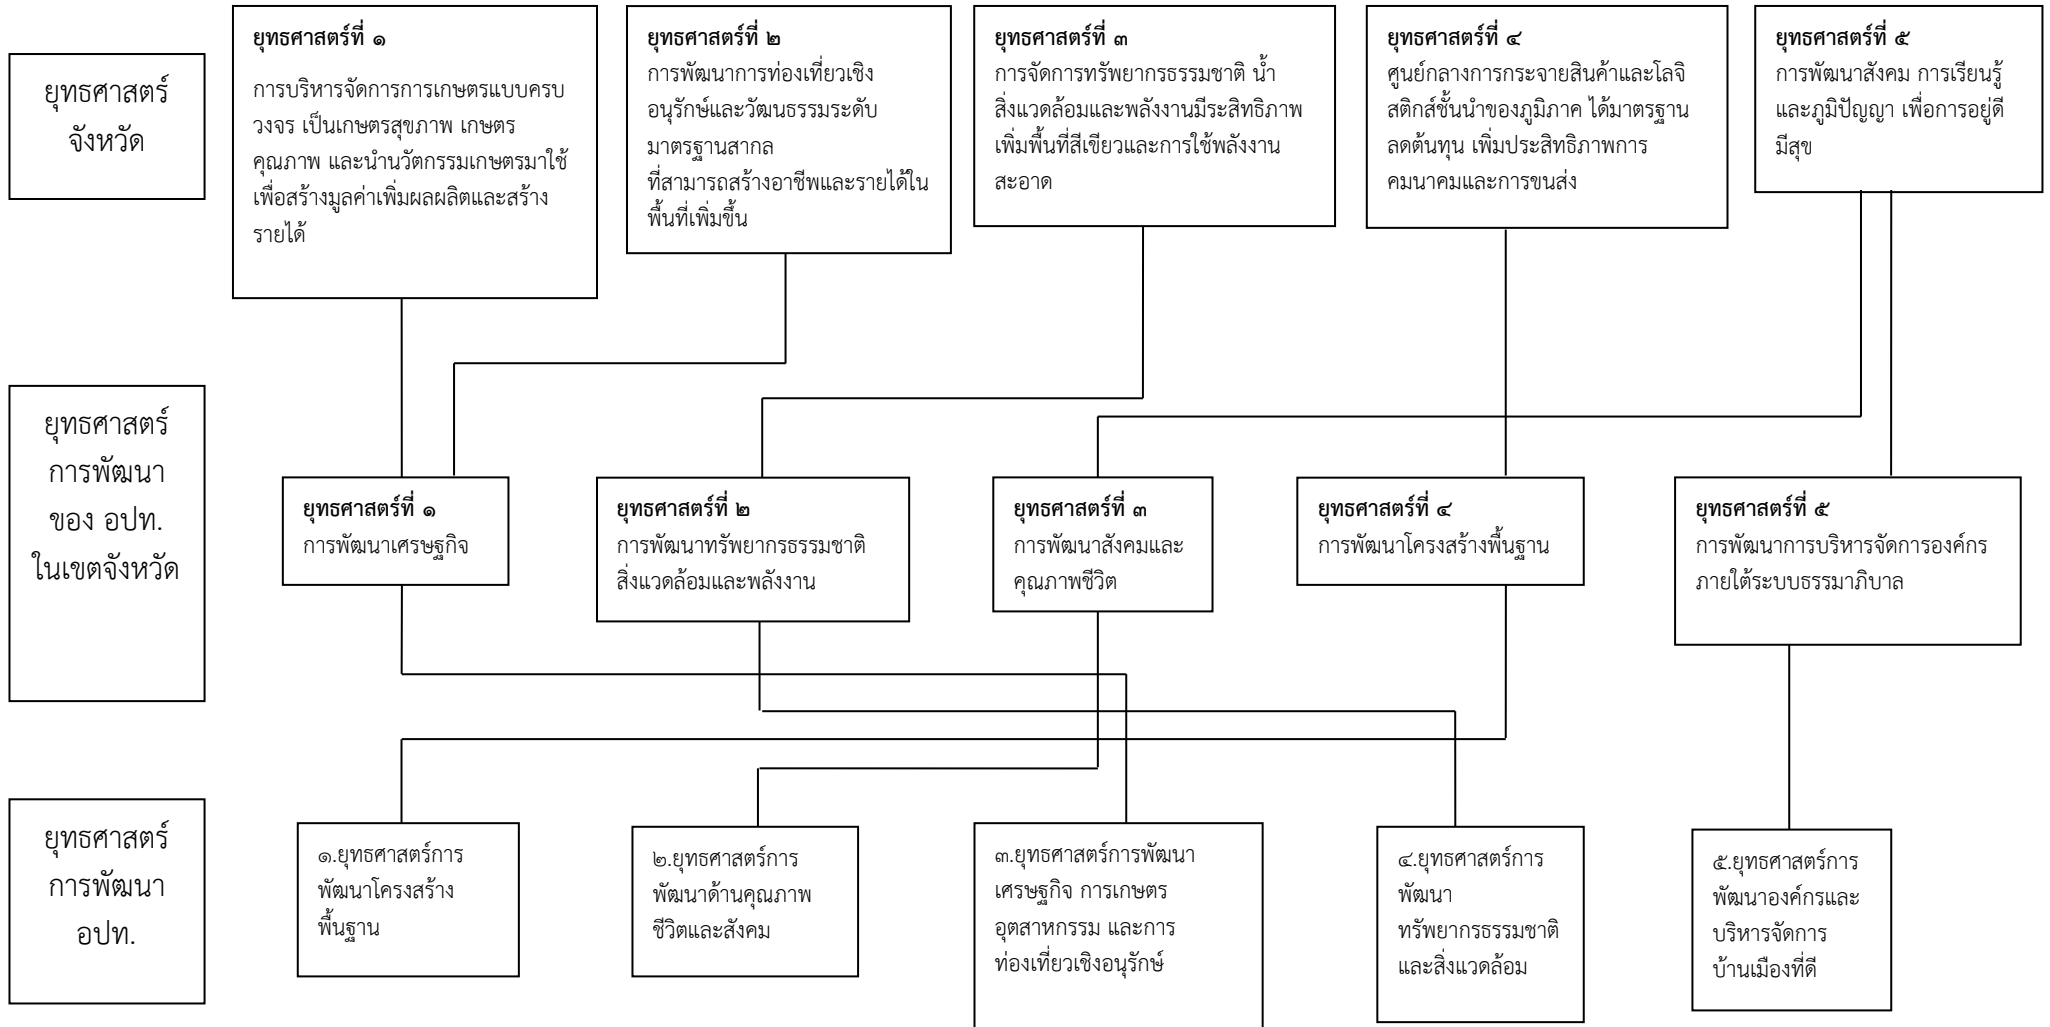 ยุทธศาสตร์
จังหวัด
ยุทธศาสตร์ที่ ๑
การบริหารจัดการการเกษตรแบบครบ
วงจร เป็นเกษตรสุขภาพ เกษตร
คุณภาพ และนำนวัตกรรมเกษตรมาใช้
เพื่อสร้างมูลค่าเพิ่มผลผลิตและสร้าง
รายได้
ยุทธศาสตร์ที่ ๒
การพัฒนาการท่องเที่ยวเชิง
อนุรักษ์และวัฒนธรรมระดับ
มาตรฐานสากล
ที่สามารถสร้างอาชีพและรายได้ใน
พื้นที่เพิ่มขึ้น
ยุทธศาสตร์ที่ ๓
การจัดการทรัพยากรธรรมชาติ น้ำ
สิ่งแวดล้อมและพลังงานมีระสิทธิภาพ
เพิ่มพื้นที่สีเขียวและการใช้พลังงาน
สะอาด
ยุทธศาสตร์ที่ ๔
ศูนย์กลางการกระจายสินค้าและโลจิ
สติกส์ชั้นนำของภูมิภาค ได้มาตรฐาน
ลดต้นทุน เพิ่มประสิทธิภาพการ
คมนาคมและการขนส่ง
ยุทธศาสตร์ที่ ๕
การพัฒนาสังคม การเรียนรู้
และภูมิปัญญา เพื่อการอยู่ดี
มีสุข
ยุทธศาสตร์
การพัฒนา
ของ อปท.
ในเขตจังหวัด
ยุทธศาสตร์ที่ ๑
การพัฒนาเศรษฐกิจ
ยุทธศาสตร์ที่ ๒
การพัฒนาทรัพยากรธรรมชาติ
สิ่งแวดล้อมและพลังงาน
ยุทธศาสตร์ที่ ๓
การพัฒนาสังคมและ
คุณภาพชีวิต
ยุทธศาสตร์ที่ ๔
การพัฒนาโครงสร้างพื้นฐาน
ยุทธศาสตร์ที่ ๕
การพัฒนาการบริหารจัดการองค์กร
ภายใต้ระบบธรรมาภิบาล
ยุทธศาสตร์
การพัฒนา
อปท.
๑.ยุทธศาสตร์การ
พัฒนาโครงสร้าง
พื้นฐาน
๒.ยุทธศาสตร์การ
พัฒนาด้านคุณภาพ
ชีวิตและสังคม
๓.ยุทธศาสตร์การพัฒนา
เศรษฐกิจ การเกษตร
อุตสาหกรรม และการ
ท่องเที่ยวเชิงอนุรักษ์
๔.ยุทธศาสตร์การ
พัฒนา
ทรัพยากรธรรมชาติ
และสิ่งแวดล้อม
๕.ยุทธศาสตร์การ
พัฒนาองค์กรและ
บริหารจัดการ
บ้านเมืองที่ดี